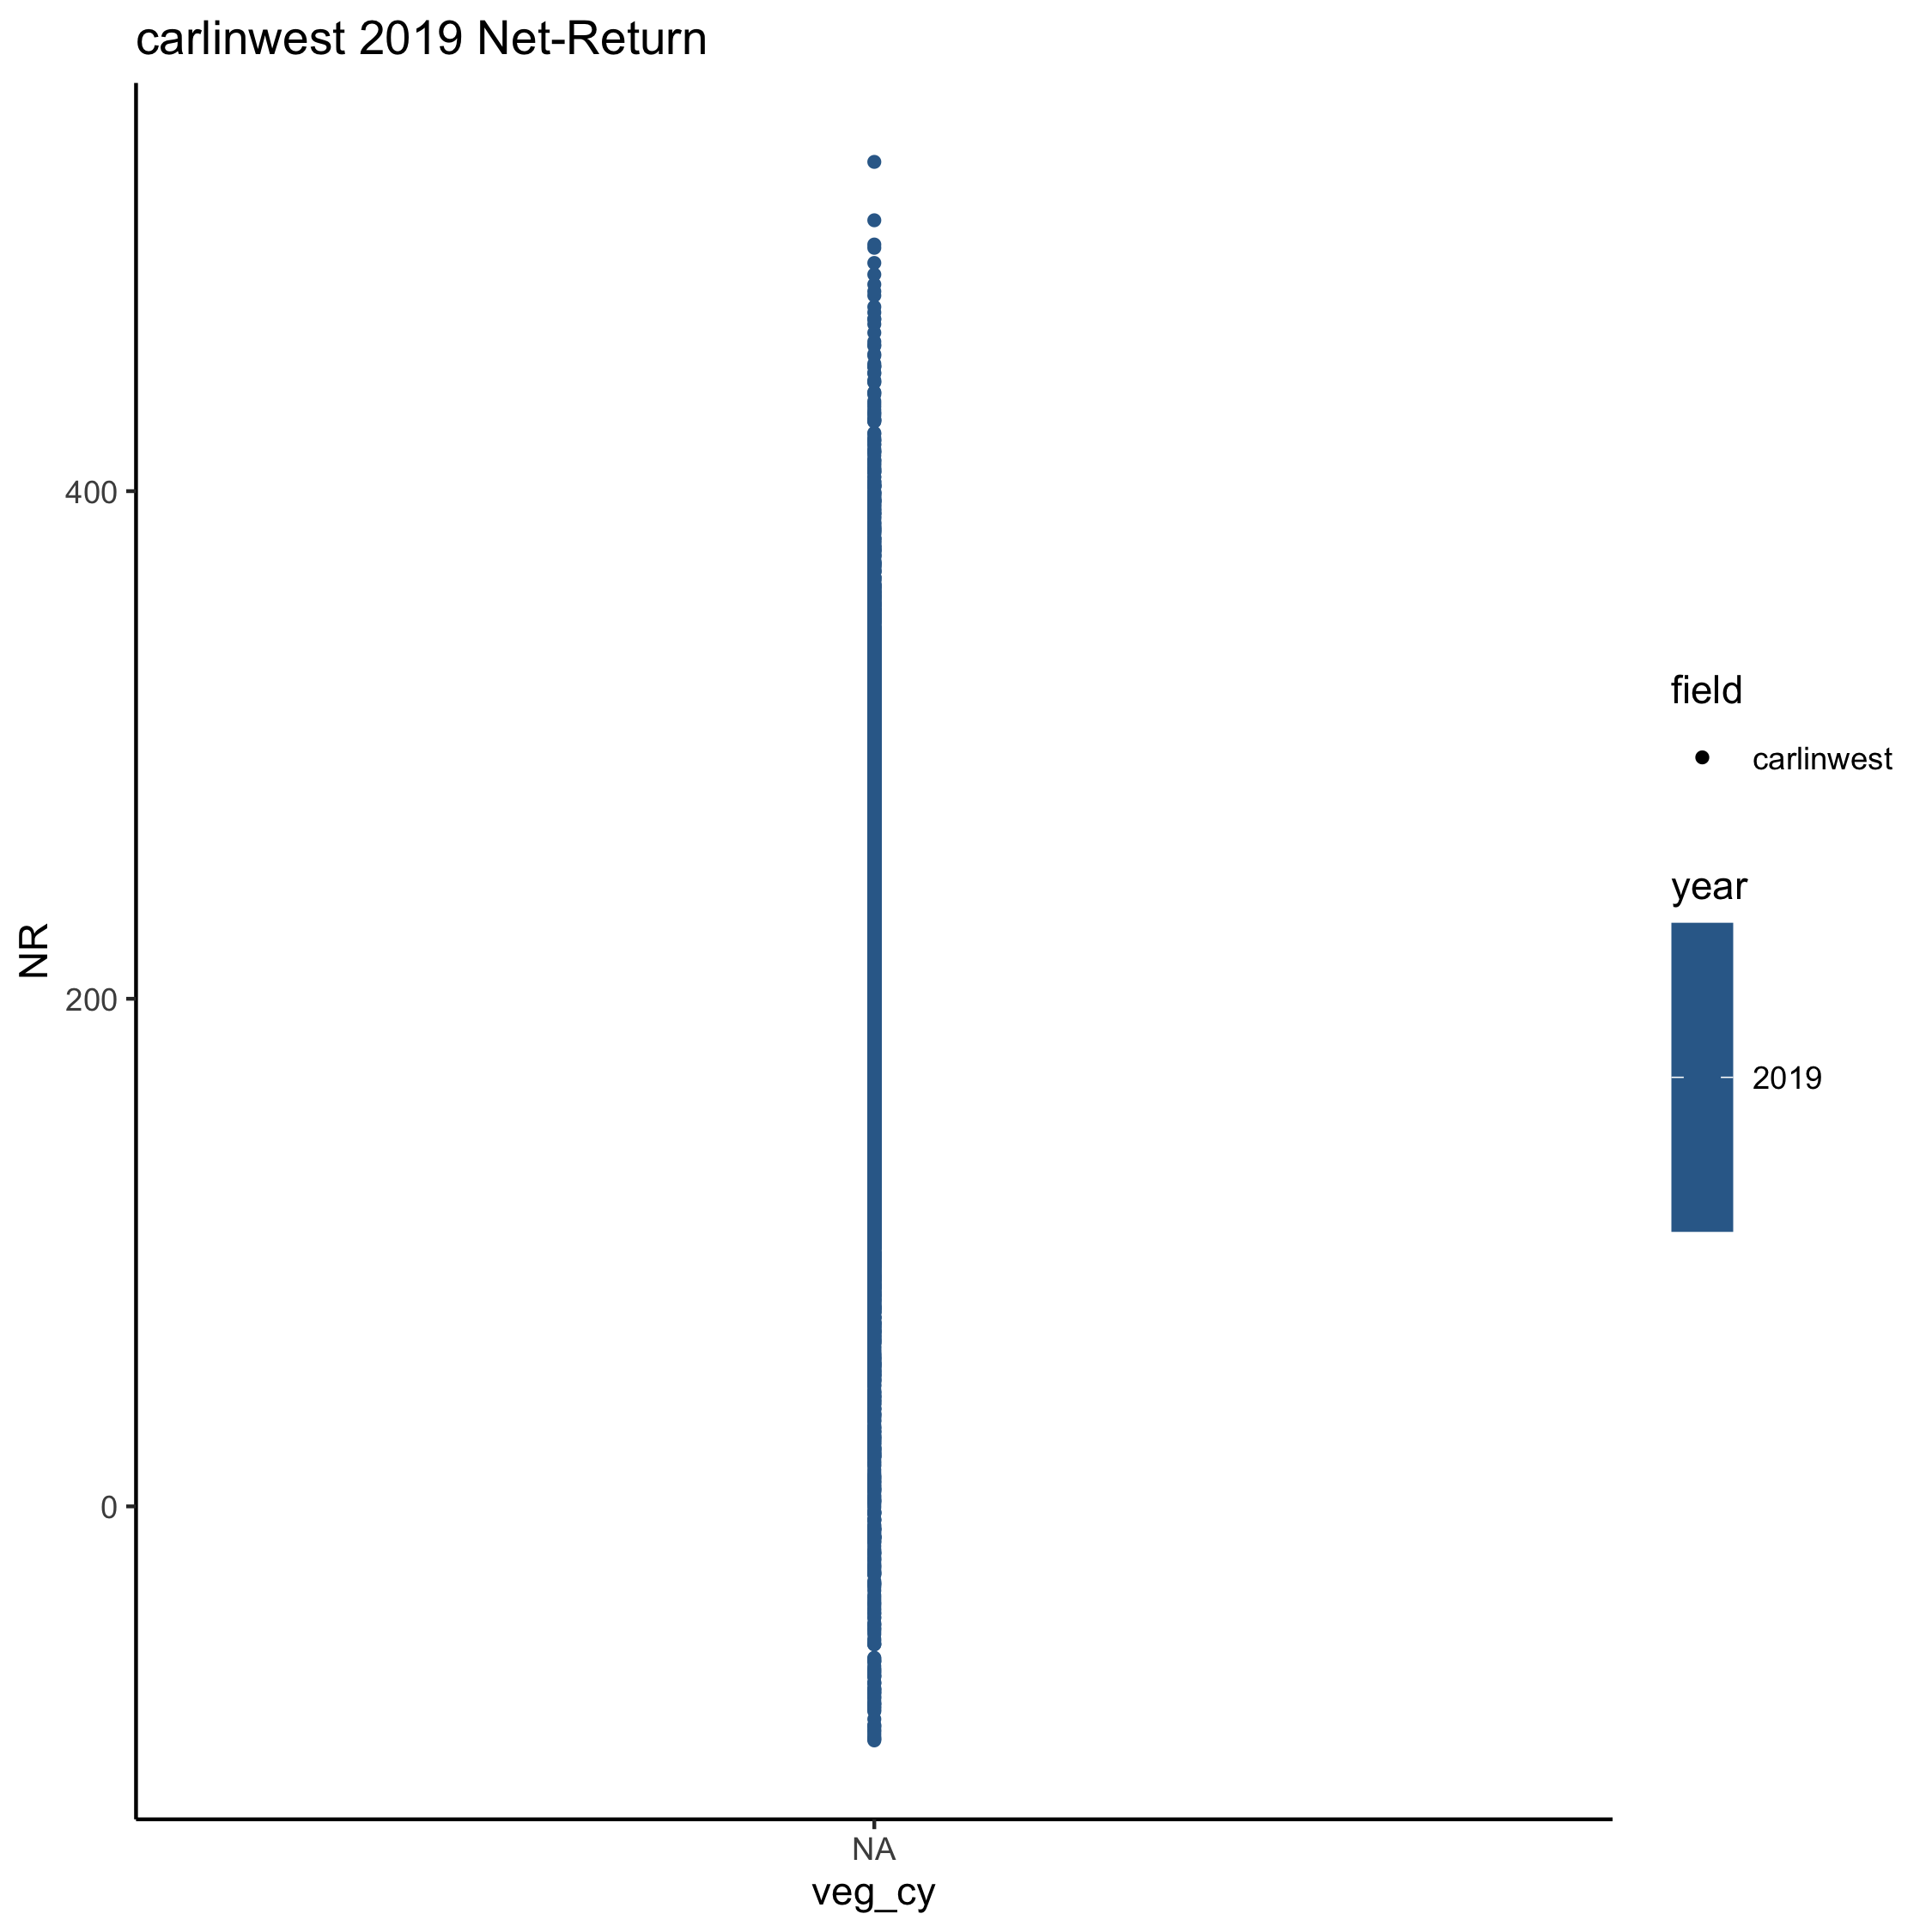 carlinwest 2019 Net-Return
400
200
0
NR
NA
veg_cy
field
carlinwest
year
2019